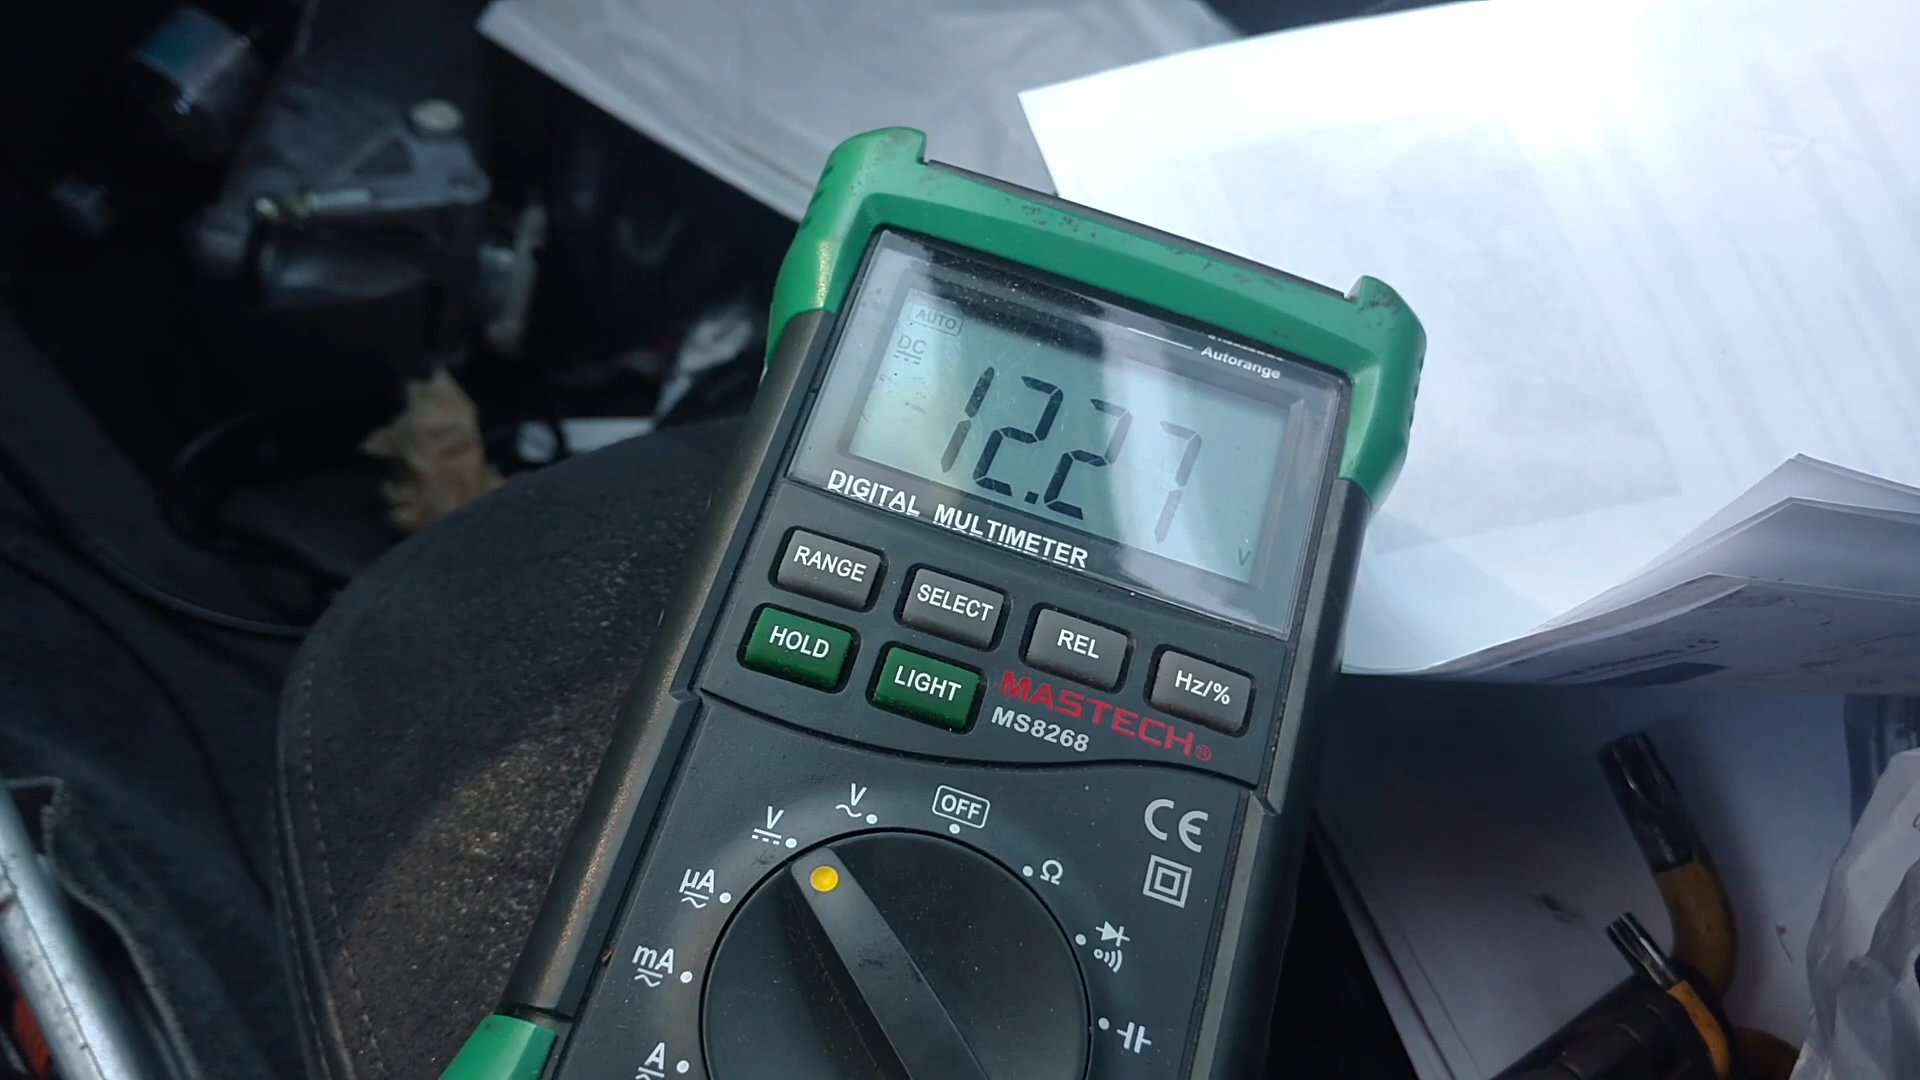 Autorange
AUTO
DC
12.27
V
DIGITAL MULTIMETER
RANGE
SELECT
REL
Hz/%
HOLD
LIGHT
MASTECH®
MS8268
V
V
OFF
Ω
μA
mA
A
CE